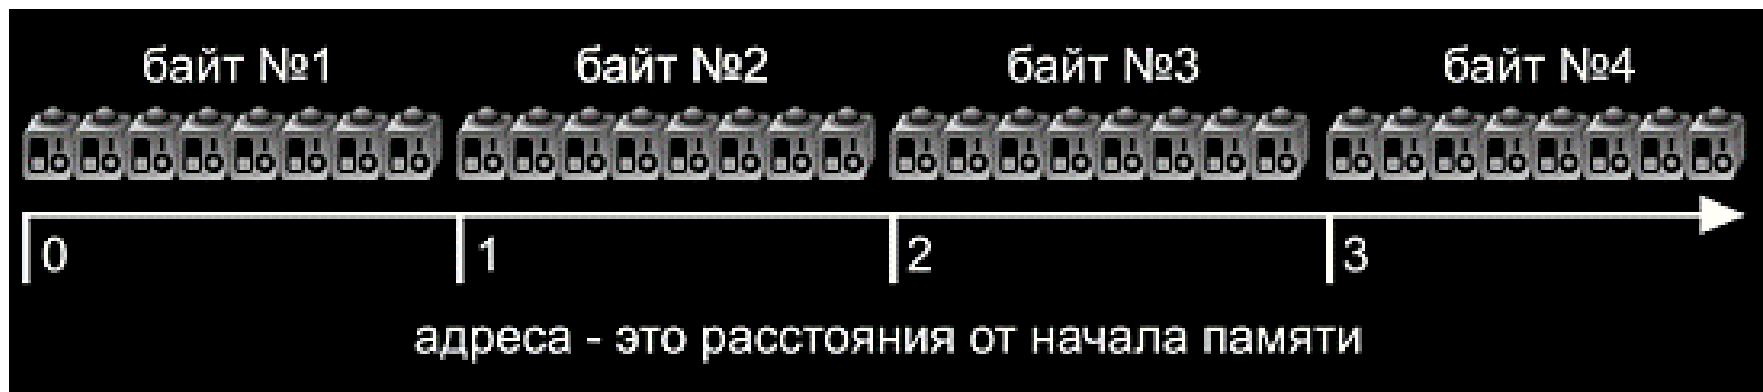 байт №1 байт №2 байт №3 байт №4
0 1 2 3
адреса - это расстояния от начала памяти